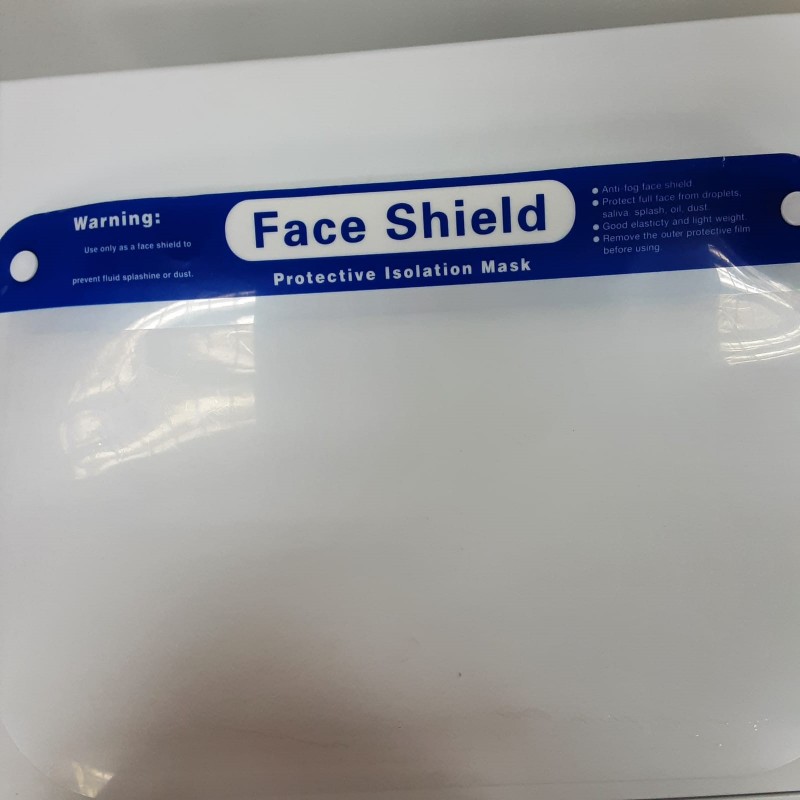 Warning:
Use only as a face shield to
prevent fluid splashine or dust.
Face Shield
Protective Isolation Mask
● Anti-fog face shield
● Protect full face from droplets,
saliva, splash, oil, dust.
● Good elasticty and light weight
● Remove the outer protective film
before using.